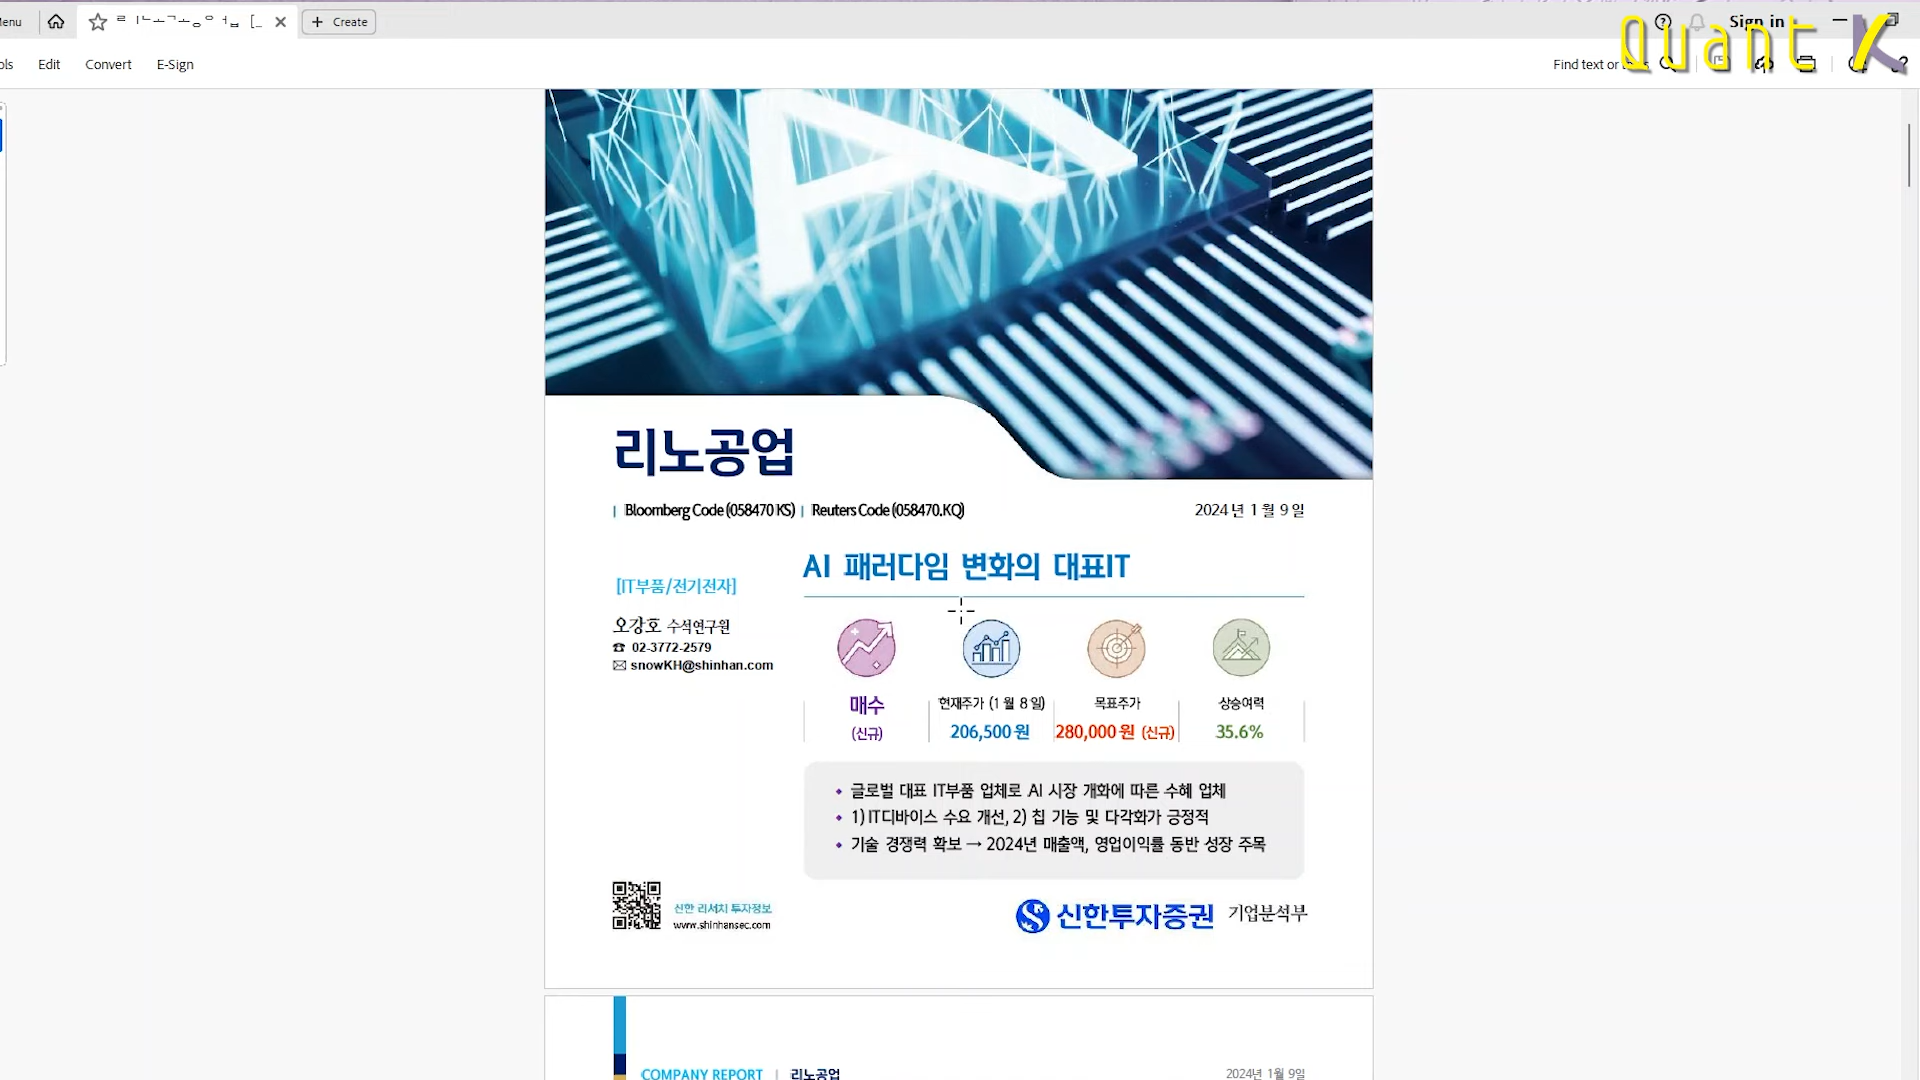 enu
Create
Sign in
Quant K
ols Edit Convert E-Sign
Find text or
AI
리노공업
Bloomberg Code (058470 KS) | Reuters Code (058470.KQ)
2024년 1월 9일
AI 패러다임 변화의 대표IT
[IT부품/전기전자]
오강호 수석연구원
☎ 02-3772-2579
✉ snowKH@shinhan.com
매수
(신규)
현재주가 (1월 8일)
206,500원
목표주가
280,000원 (신규)
상승여력
35.6%
◆ 글로벌 대표 IT부품 업체로 AI 시장 개화에 따른 수혜 업체
◆ 1) IT디바이스 수요 개선, 2) 칩 기능 및 다각화가 긍정적
◆ 기술 경쟁력 확보 → 2024년 매출액, 영업이익률 동반 성장 주목
신한 리서치 투자정보
www.shinhansec.com
신한투자증권 기업분석부
COMPANY REPORT | 리노공업
2024년 1월 9일